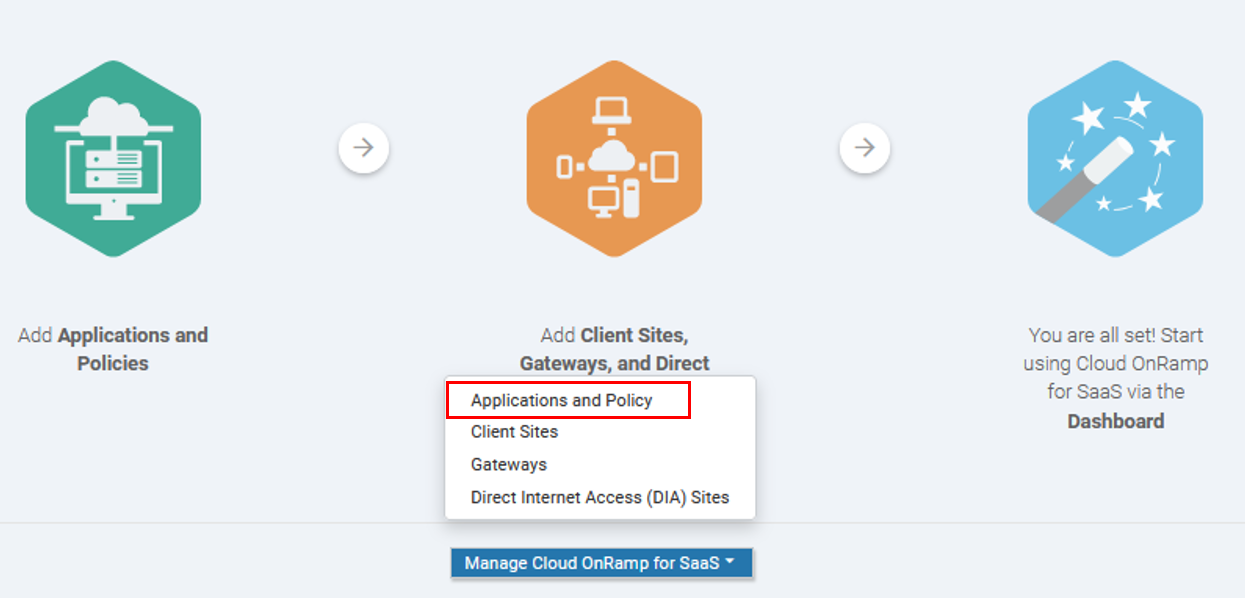 Add Applications and
Policies
Add Client Sites,
Gateways, and Direct
You are all set! Start
using Cloud OnRamp
for SaaS via the
Dashboard
Applications and Policy
Client Sites
Gateways
Direct Internet Access (DIA) Sites
Manage Cloud OnRamp for SaaS